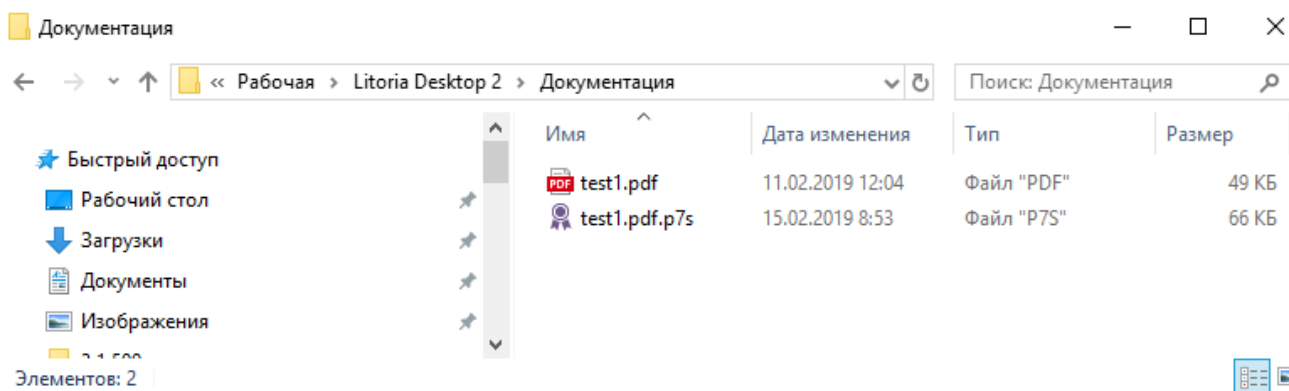 Документация
« Рабочая > Litoria Desktop 2 > Документация
Поиск: Документация
Имя Дата изменения Тип Размер
Быстрый доступ
Рабочий стол
Загрузки
Документы
Изображения
PDF test1.pdf 11.02.2019 12:04 Файл "PDF" 49 КБ
test1.pdf.p7s 15.02.2019 8:53 Файл "P7S" 66 КБ
Элементов: 2